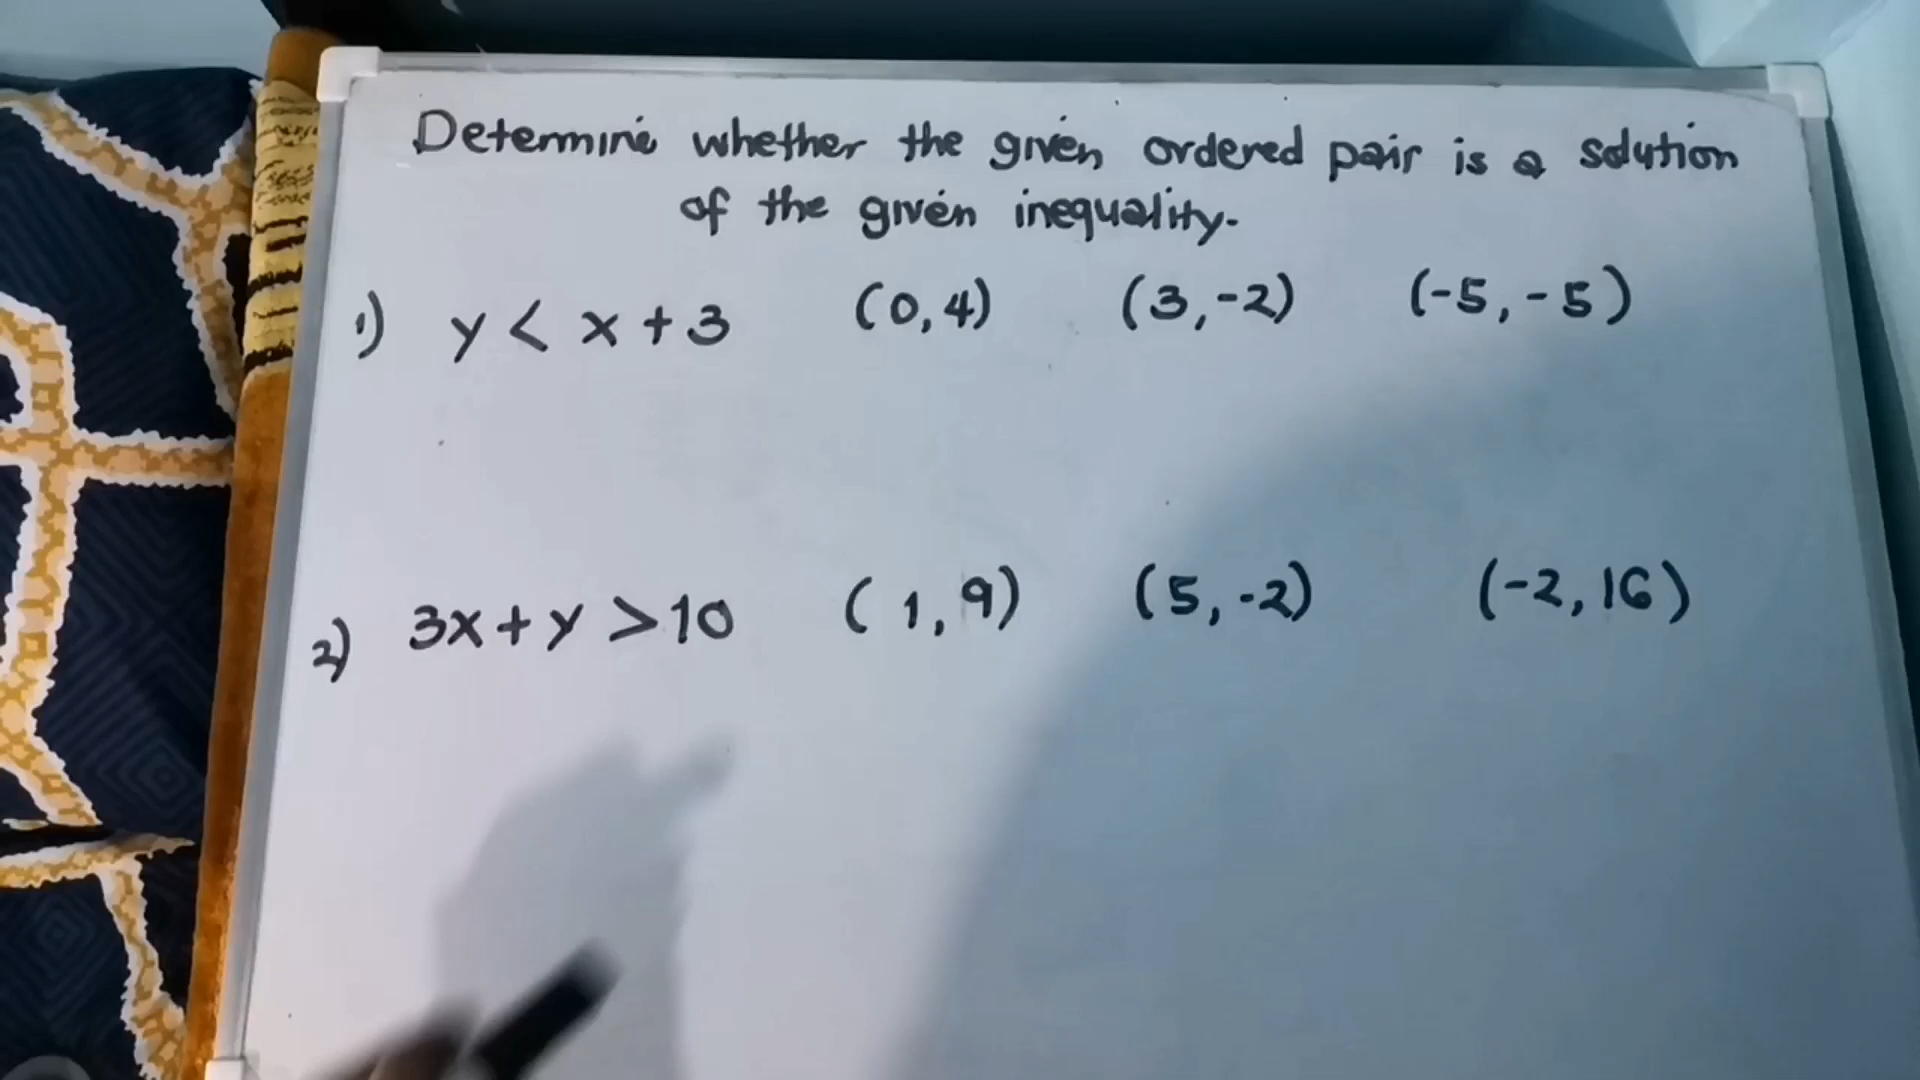 Determine whether the given ordered pair is a solution
of the given inequality.
1) y < x + 3 (0, 4) (3, -2) (-5, -5)
2) 3x + y > 10 (1, 9) (5, -2) (-2, 16)